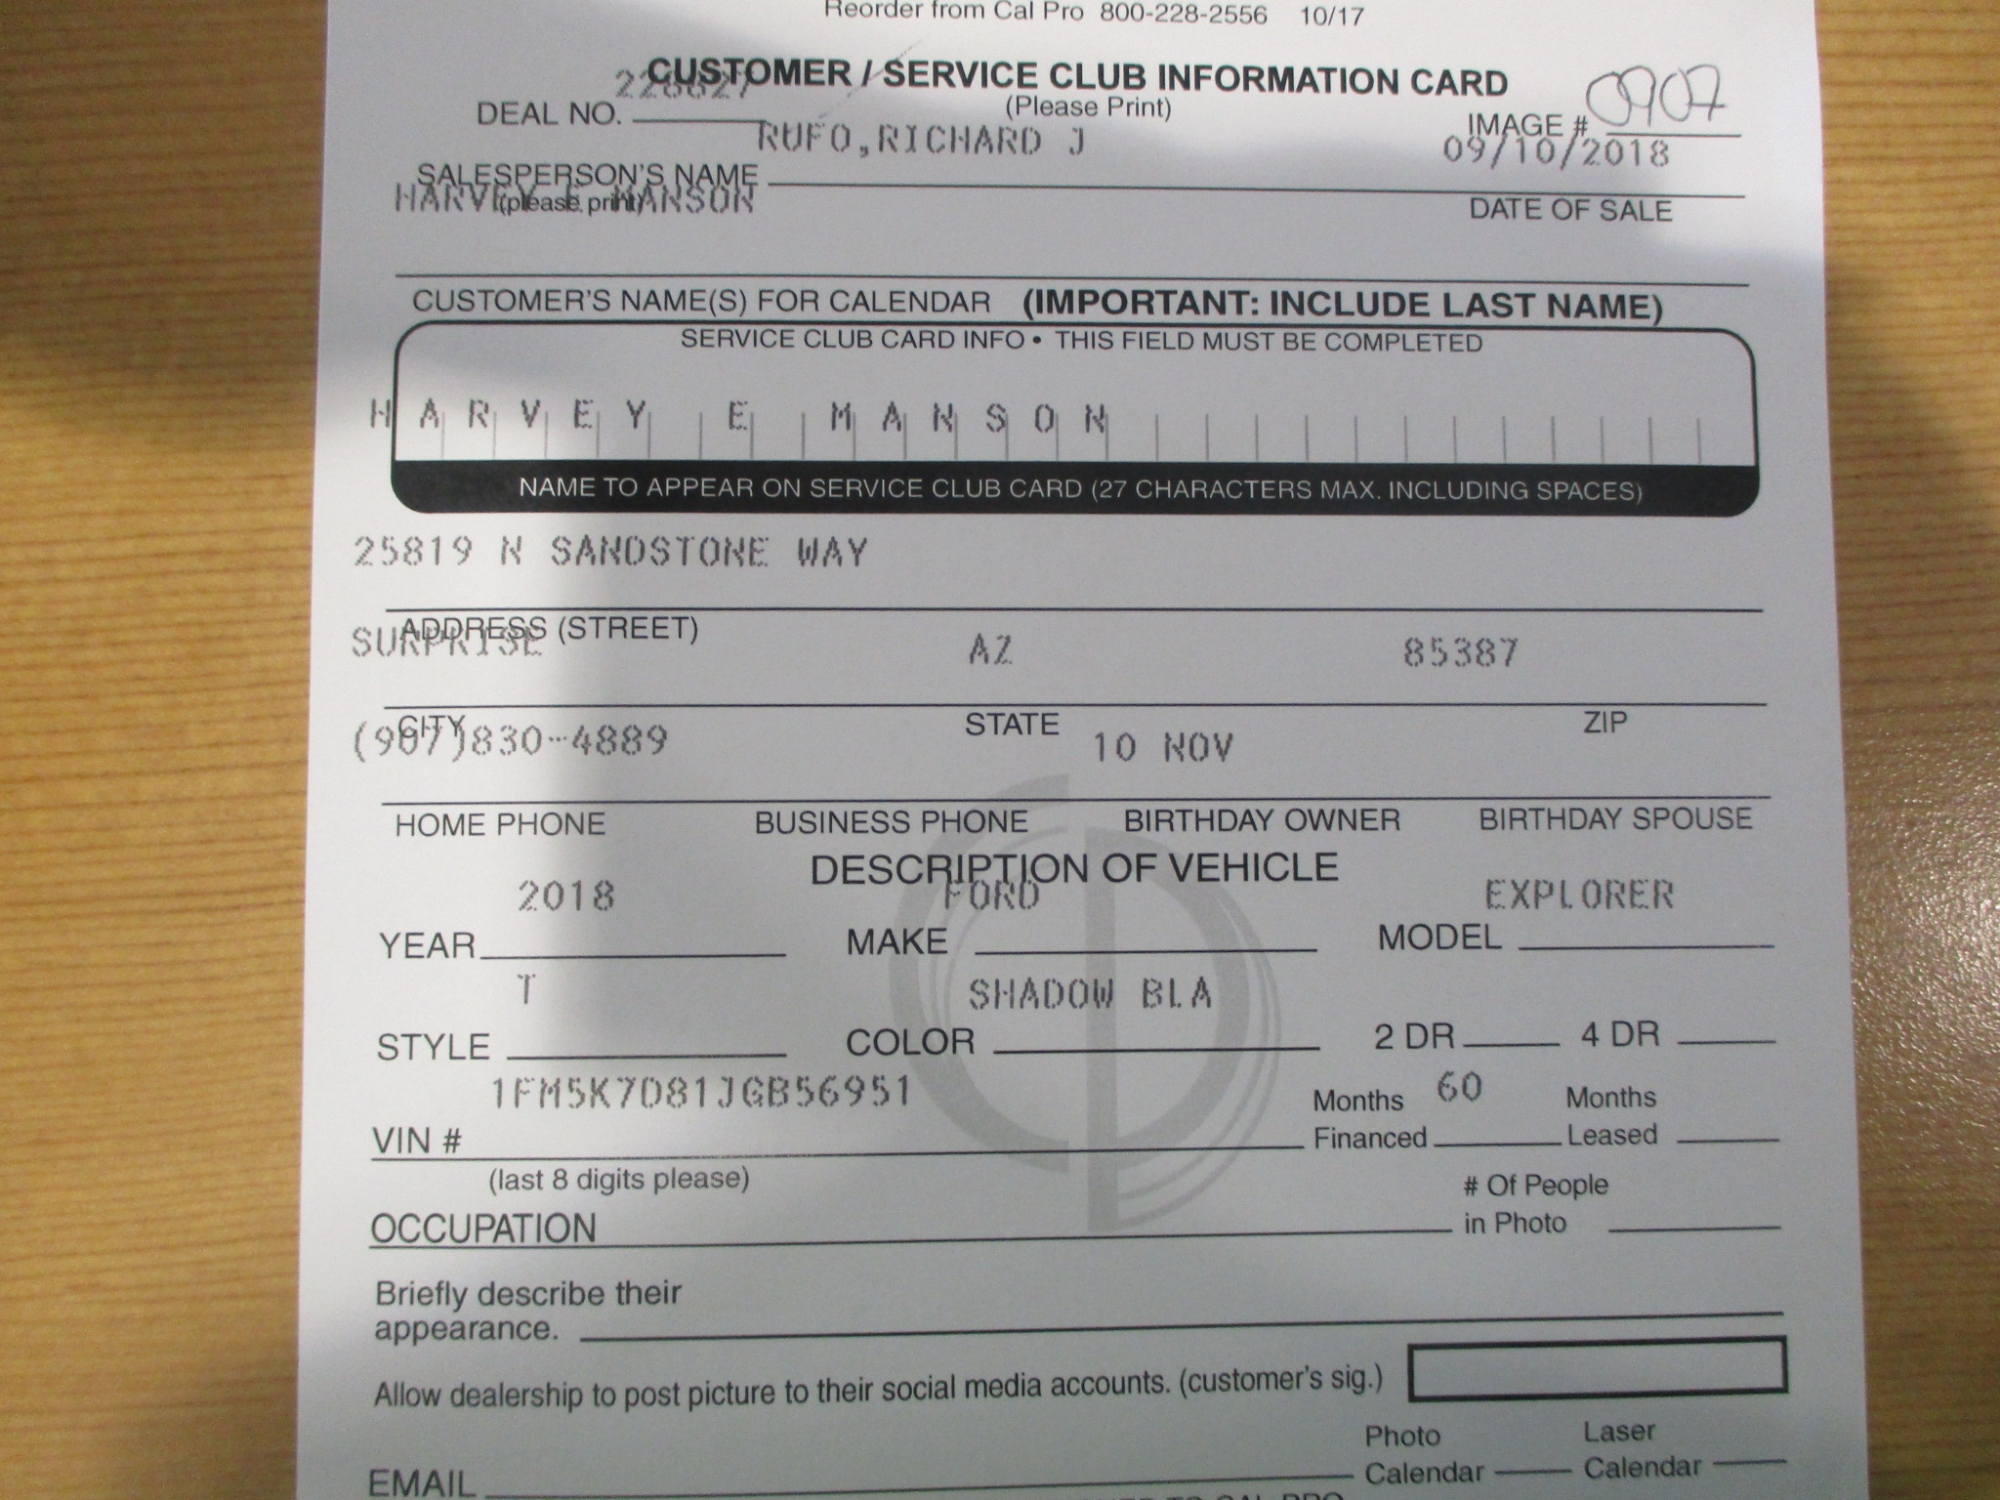 Reorder from Cal Pro 800-228-2556 10/17
CUSTOMER / SERVICE CLUB INFORMATION CARD
(Please Print)
DEAL NO.
IMAGE # 0907
RUFO,RICHARD J
09/10/2018
SALESPERSON'S NAME
(please print)
HARVEY E MANSON
DATE OF SALE
CUSTOMER'S NAME(S) FOR CALENDAR (IMPORTANT: INCLUDE LAST NAME)
SERVICE CLUB CARD INFO • THIS FIELD MUST BE COMPLETED
HARVEY E MANSON
NAME TO APPEAR ON SERVICE CLUB CARD (27 CHARACTERS MAX. INCLUDING SPACES)
25819 N SANDSTONE WAY
ADDRESS (STREET)
SURPRISE AZ 85387
CITY STATE ZIP
(907)830-4889 10 NOV
HOME PHONE BUSINESS PHONE BIRTHDAY OWNER BIRTHDAY SPOUSE
DESCRIPTION OF VEHICLE
2018 FORD EXPLORER
YEAR MAKE MODEL
T SHADOW BLA
STYLE COLOR 2 DR 4 DR
1FM5K7D81JGB56951
Months Financed 60 Months Leased
VIN #
(last 8 digits please)
# Of People in Photo
OCCUPATION
Briefly describe their
appearance.
Allow dealership to post picture to their social media accounts. (customer's sig.)
Photo Calendar Laser Calendar
EMAIL